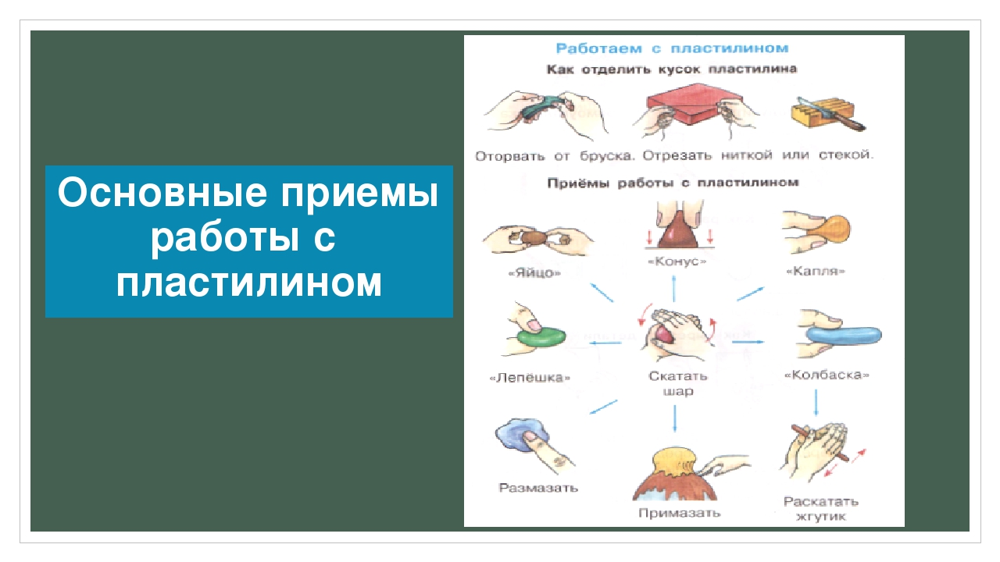 Основные приемы
работы с
пластилином
Работаем с пластилином
Как отделить кусок пластилина
Оторвать от бруска. Отрезать ниткой или стекой.
Приёмы работы с пластилином
«Яйцо»
«Конус»
«Капля»
«Лепёшка»
Скатать
шар
«Колбаска»
Размазать
Примазать
Раскатать
жгутик